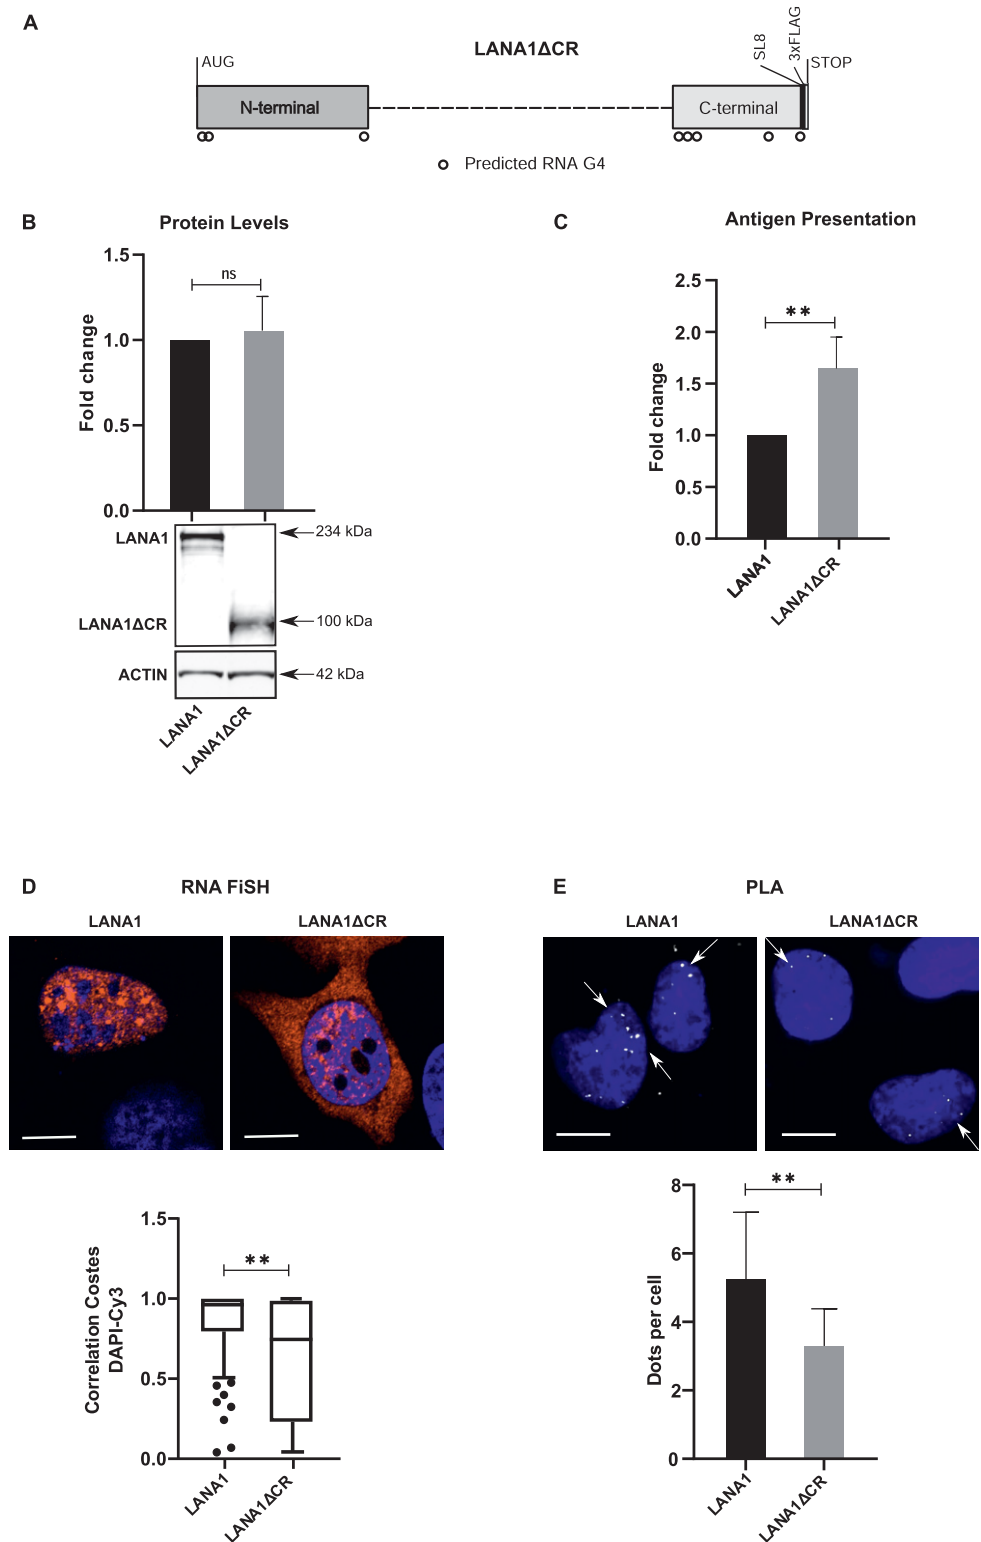 A
LANA1ΔCR
AUG
SL8
3xFLAG
STOP
N-terminal
C-terminal
Predicted RNA G4
B
Protein Levels
1.5
1.0
0.5
0.0
Fold change
ns
LANA1
234 kDa
LANA1ΔCR
100 kDa
ACTIN
42 kDa
LANA1
LANA1ΔCR
C
Antigen Presentation
2.5
2.0
1.5
1.0
0.5
0.0
Fold change
**
LANA1
LANA1ΔCR
D
RNA FiSH
LANA1
LANA1ΔCR
1.5
1.0
0.5
0.0
Correlation Costes
DAPI-Cy3
**
LANA1
LANA1ΔCR
E
PLA
LANA1
LANA1ΔCR
8
6
4
2
0
Dots per cell
**
LANA1
LANA1ΔCR